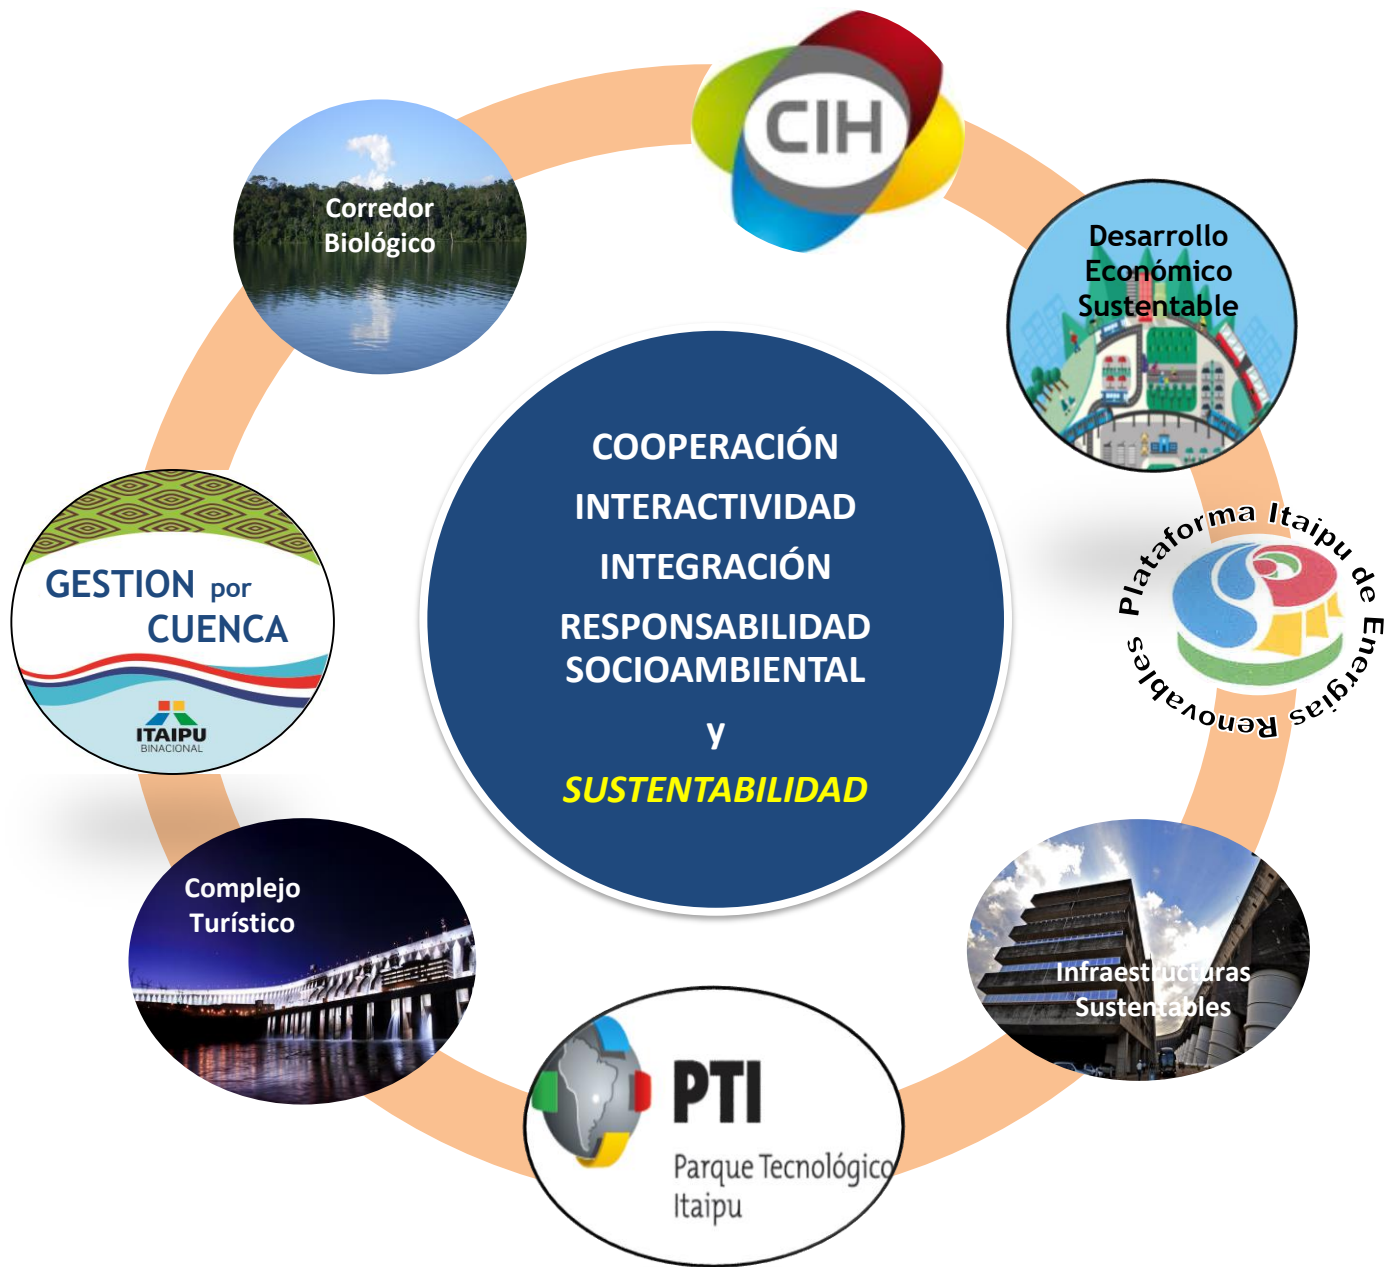 CIH
Corredor
Biológico
Desarrollo
Económico
Sustentable
COOPERACIÓN
INTERACTIVIDAD
INTEGRACIÓN
RESPONSABILIDAD
SOCIOAMBIENTAL
y
SUSTENTABILIDAD
GESTION por
CUENCA
ITAIPU
BINACIONAL
Plataforma Itaipu de Energías Renovables
Complejo
Turístico
Infraestructuras
Sustentables
PTI
Parque Tecnológico
Itaipu